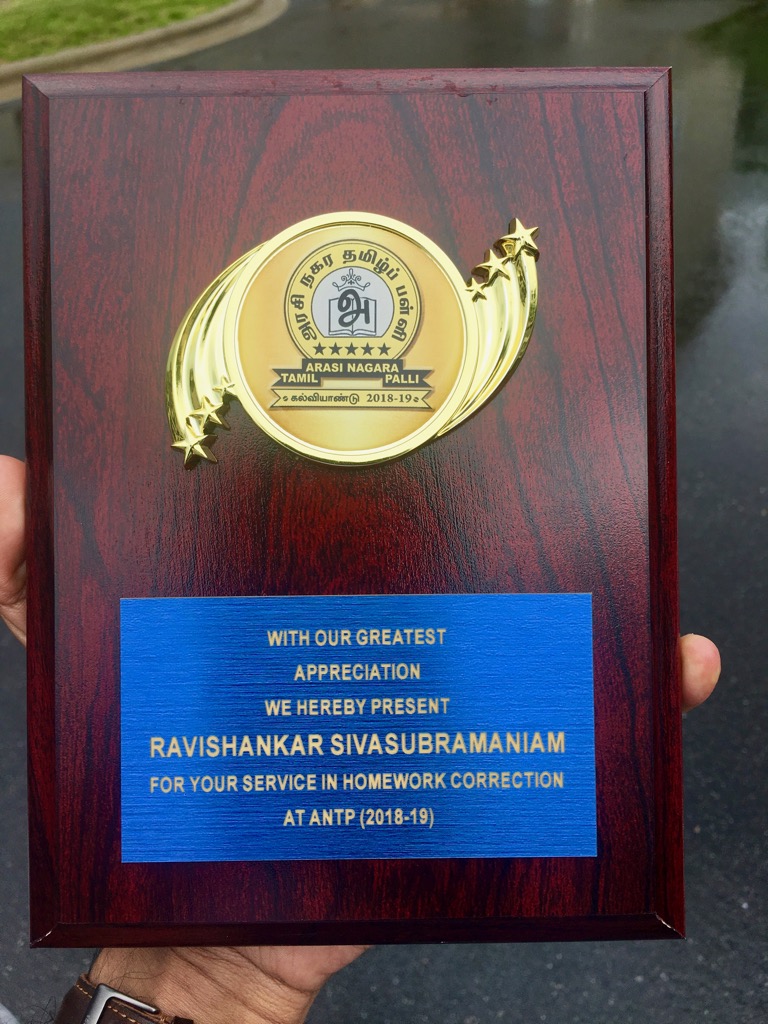 அரசி நகர தமிழ்ப் பள்ளி
அ
ARASI NAGARA
TAMIL PALLI
கல்வியாண்டு 2018-19
WITH OUR GREATEST
APPRECIATION
WE HEREBY PRESENT
RAVISHANKAR SIVASUBRAMANIAM
FOR YOUR SERVICE IN HOMEWORK CORRECTION
AT ANTP (2018-19)